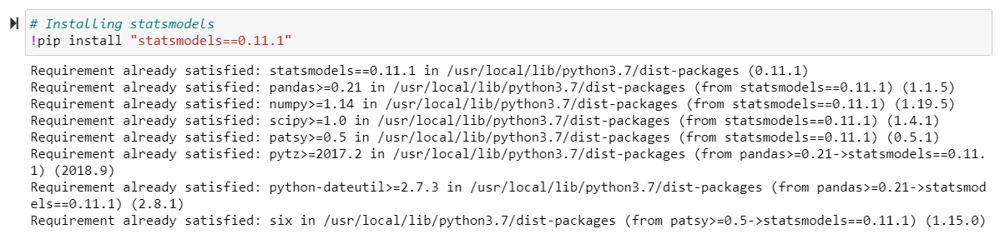 # Installing statsmodels
!pip install "statsmodels==0.11.1"
Requirement already satisfied: statsmodels==0.11.1 in /usr/local/lib/python3.7/dist-packages (0.11.1)
Requirement already satisfied: pandas>=0.21 in /usr/local/lib/python3.7/dist-packages (from statsmodels==0.11.1) (1.1.5)
Requirement already satisfied: numpy>=1.14 in /usr/local/lib/python3.7/dist-packages (from statsmodels==0.11.1) (1.19.5)
Requirement already satisfied: scipy>=1.0 in /usr/local/lib/python3.7/dist-packages (from statsmodels==0.11.1) (1.4.1)
Requirement already satisfied: patsy>=0.5 in /usr/local/lib/python3.7/dist-packages (from statsmodels==0.11.1) (0.5.1)
Requirement already satisfied: pytz>=2017.2 in /usr/local/lib/python3.7/dist-packages (from pandas>=0.21->statsmodels==0.11.
1) (2018.9)
Requirement already satisfied: python-dateutil>=2.7.3 in /usr/local/lib/python3.7/dist-packages (from pandas>=0.21->statsmod
els==0.11.1) (2.8.1)
Requirement already satisfied: six in /usr/local/lib/python3.7/dist-packages (from patsy>=0.5->statsmodels==0.11.1) (1.15.0)